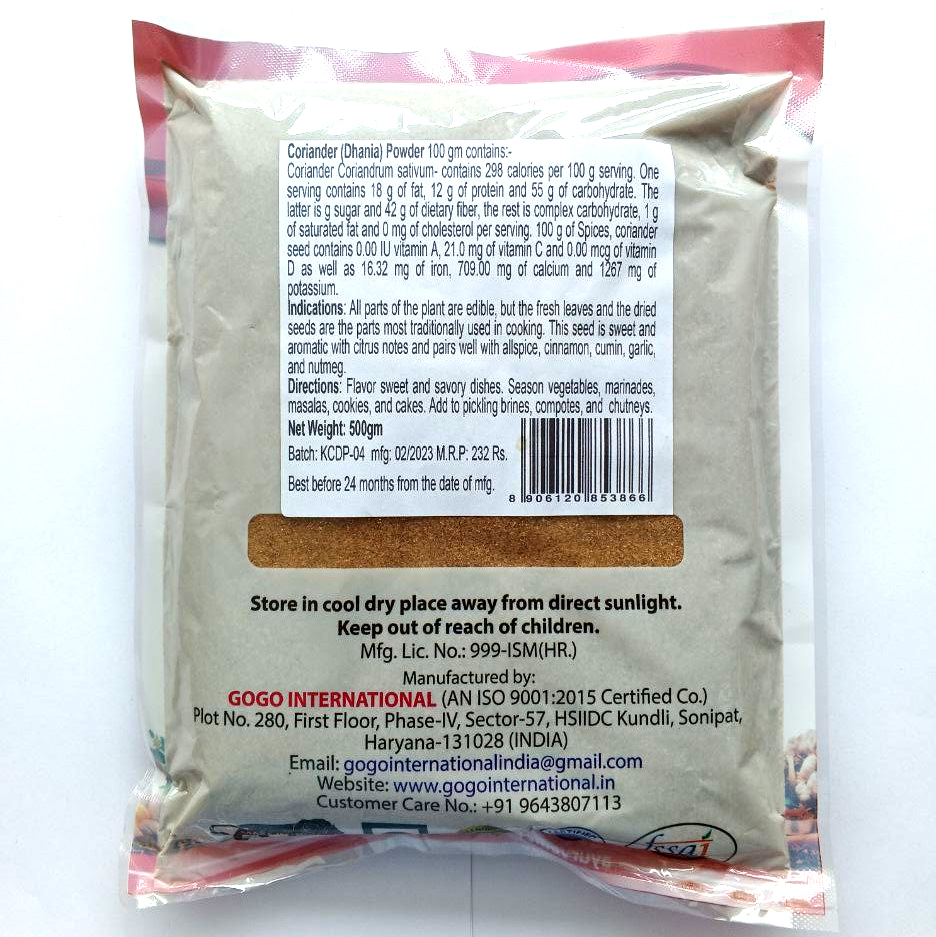 Coriander (Dhania) Powder 100 gm contains:-
Coriander Coriandrum sativum- contains 298 calories per 100 g serving. One
serving contains 18 g of fat, 12 g of protein and 55 g of carbohydrate. The
latter is g sugar and 42 g of dietary fiber, the rest is complex carbohydrate, 1 g
of saturated fat and 0 mg of cholesterol per serving. 100 g of Spices, coriander
seed contains 0.00 IU vitamin A, 21.0 mg of vitamin C and 0.00 mcg of vitamin
D as well as 16.32 mg of iron, 709.00 mg of calcium and 1267 mg of
potassium.
Indications: All parts of the plant are edible, but the fresh leaves and the dried
seeds are the parts most traditionally used in cooking. This seed is sweet and
aromatic with citrus notes and pairs well with allspice, cinnamon, cumin, garlic,
and nutmeg.
Directions: Flavor sweet and savory dishes. Season vegetables, marinades,
masalas, cookies, and cakes. Add to pickling brines, compotes, and chutneys.
Net Weight: 500gm
Batch: KCDP-04 mfg: 02/2023 M.R.P: 232 Rs.
Best before 24 months from the date of mfg.
8 906120 853866
Store in cool dry place away from direct sunlight.
Keep out of reach of children.
Mfg. Lic. No.: 999-ISM(HR.)
Manufactured by:
GOGO INTERNATIONAL (AN ISO 9001:2015 Certified Co.)
Plot No. 280, First Floor, Phase-IV, Sector-57, HSIIDC Kundli, Sonipat,
Haryana-131028 (INDIA)
Email: gogointernationalindia@gmail.com
Website: www.gogointernational.in
Customer Care No.: +91 9643807113
fssai